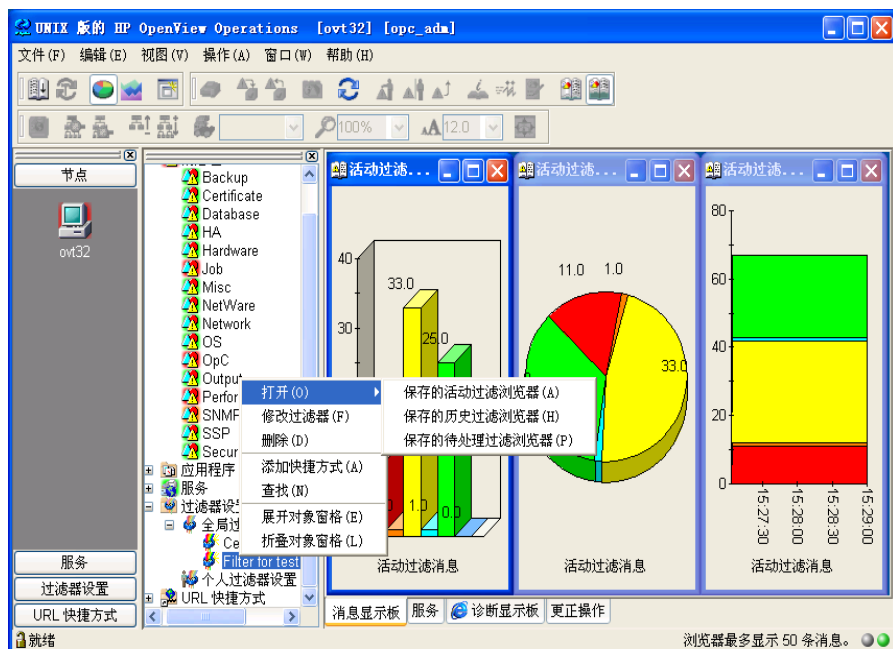 UNIX 版的 HP OpenView Operations [ovt32] [opc_adm]
文件(F) 编辑(E) 视图(V) 操作(A) 窗口(W) 帮助(H)
100%
12.0
节点
ovt32
服务
过滤器设置
URL 快捷方式
Backup
Certificate
Database
HA
Hardware
Job
Misc
NetWare
Network
OS
OpC
Output
Perfor
SNMP
SSP
Secur
应用程序
服务
过滤器设
全局过
Ce
Filter for test
个人过滤器设置
URL 快捷方式
打开(O)
修改过滤器(F)
删除(D)
添加快捷方式(A)
查找(N)
展开对象窗格(E)
折叠对象窗格(L)
保存的活动过滤浏览器(A)
保存的历史过滤浏览器(H)
保存的待处理过滤浏览器(P)
活动过滤...
40
30
33.0
25.0
1.0
0.0
活动过滤消息
活动过滤...
11.0 1.0
33.0
活动过滤消息
活动过滤...
80
60
40
20
0
15:27:30
15:28:00
15:28:30
15:29:00
活动过滤消息
消息显示板 服务 诊断显示板 更正操作
就绪
浏览器最多显示 50 条消息。